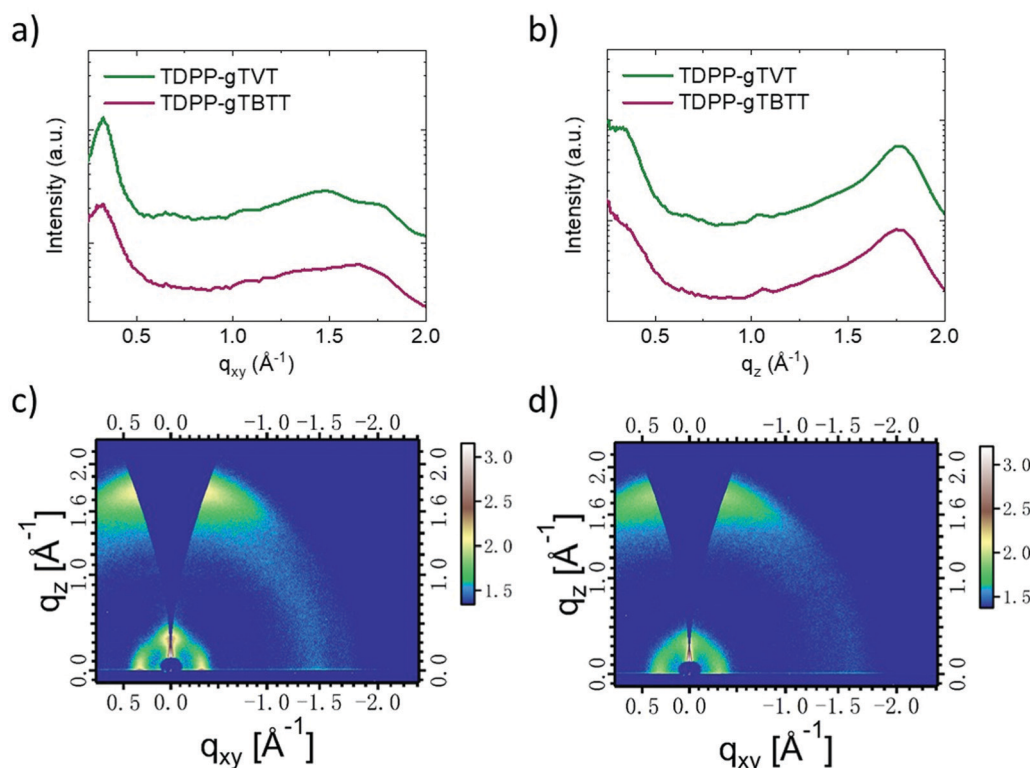 a)
TDPP-gTVT
TDPP-gTBTT
Intensity (a.u.)
0.5 1.0 1.5 2.0
qxy (Å-1)
b)
TDPP-gTVT
TDPP-gTBTT
Intensity (a.u.)
0.5 1.0 1.5 2.0
qz (Å-1)
c)
0.5 0.0 -1.0 -1.5 -2.0
qz [Å-1]
2.0 1.6 1.0 0.0
2.0 1.6 1.0 0.0
3.0
2.5
2.0
1.5
0.5 0.0 -1.0 -1.5 -2.0
qxy [Å-1]
d)
0.5 0.0 -1.0 -1.5 -2.0
qz [Å-1]
2.0 1.6 1.0 0.0
2.0 1.6 1.0 0.0
3.0
2.5
2.0
1.5
0.5 0.0 -1.0 -1.5 -2.0
qxy [Å-1]